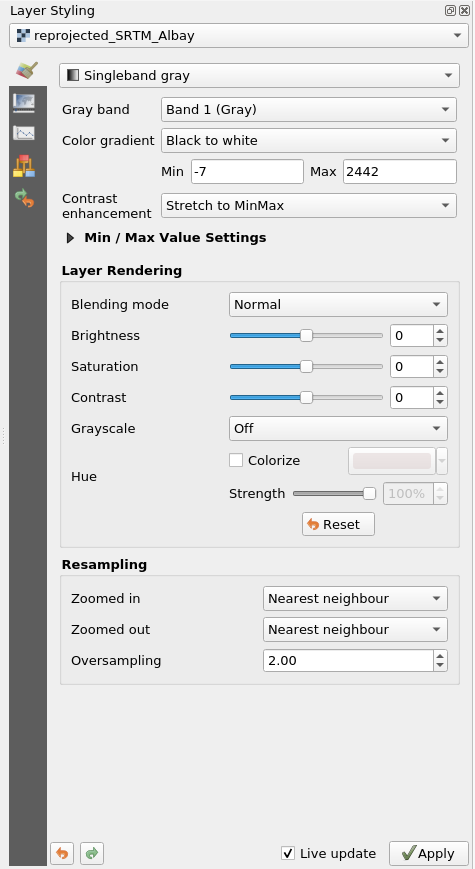 Layer Styling
reprojected_SRTM_Albay
Singleband gray
Gray band Band 1 (Gray)
Color gradient Black to white
Min -7 Max 2442
Contrast
enhancement Stretch to MinMax
Min / Max Value Settings
Layer Rendering
Blending mode Normal
Brightness 0
Saturation 0
Contrast 0
Grayscale Off
Hue Colorize
Strength 100%
Reset
Resampling
Zoomed in Nearest neighbour
Zoomed out Nearest neighbour
Oversampling 2.00
Live update Apply